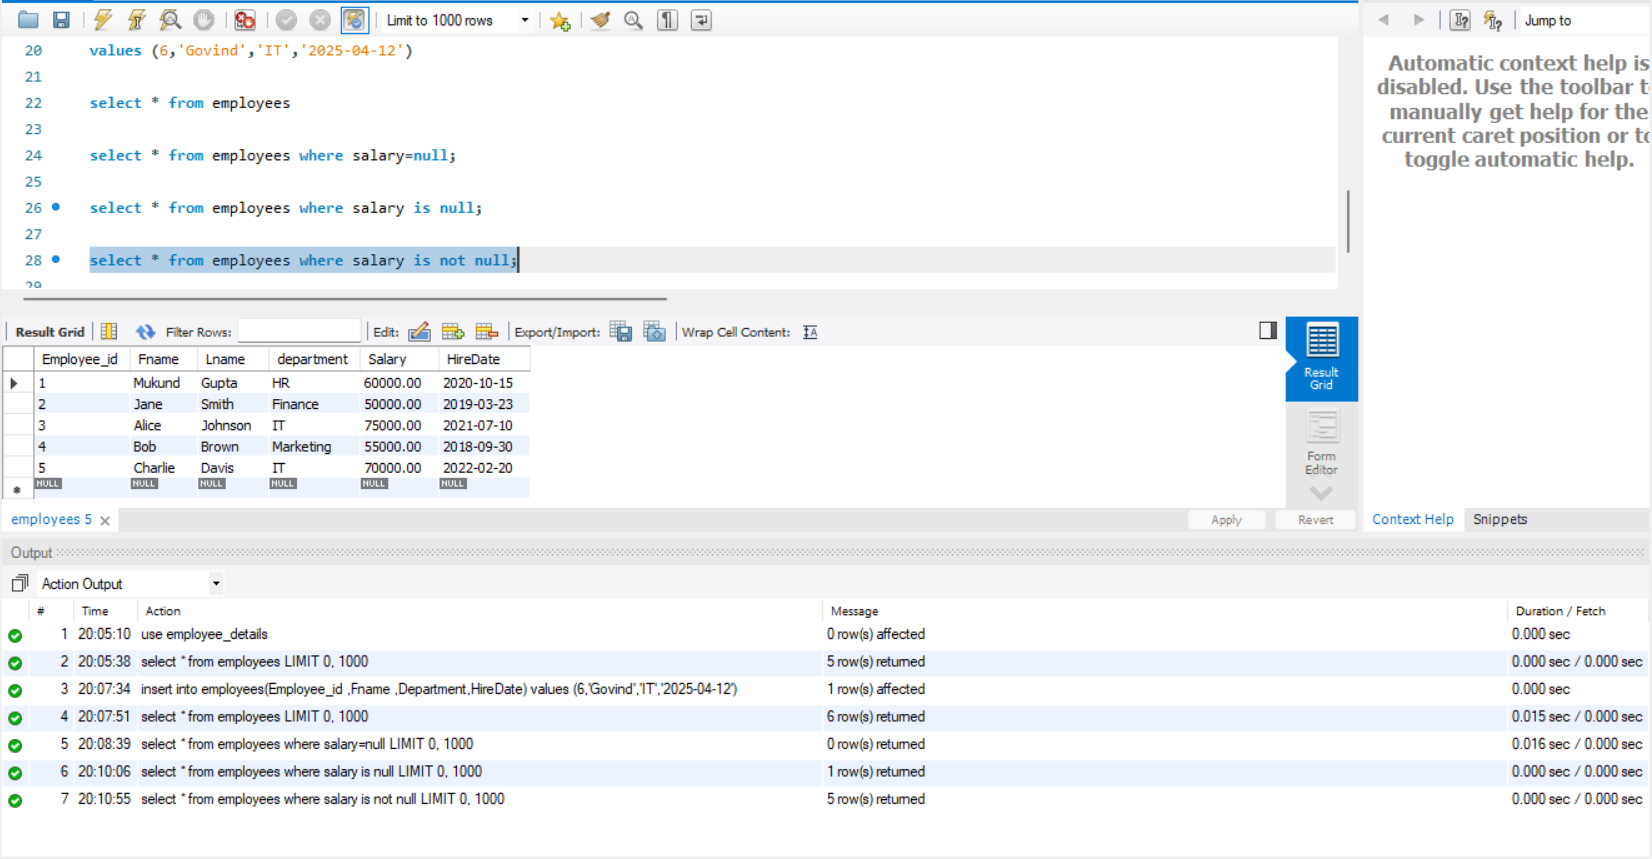 Limit to 1000 rows
Jump to
20 values (6,'Govind','IT','2025-04-12')
21
22 select * from employees
23
24 select * from employees where salary=null;
25
26 select * from employees where salary is null;
27
28 select * from employees where salary is not null;
29
Automatic context help is
disabled. Use the toolbar t
manually get help for the
current caret position or to
toggle automatic help.
Result Grid Filter Rows: Edit: Export/Import: Wrap Cell Content:
Employee_id Fname Lname department Salary HireDate
1 Mukund Gupta HR 60000.00 2020-10-15
2 Jane Smith Finance 50000.00 2019-03-23
3 Alice Johnson IT 75000.00 2021-07-10
4 Bob Brown Marketing 55000.00 2018-09-30
5 Charlie Davis IT 70000.00 2022-02-20
NULL NULL NULL NULL NULL NULL
Result
Grid
Form
Editor
employees 5
Apply Revert
Context Help Snippets
Output
Action Output
# Time Action Message Duration / Fetch
1 20:05:10 use employee_details 0 row(s) affected 0.000 sec
2 20:05:38 select * from employees LIMIT 0, 1000 5 row(s) returned 0.000 sec / 0.000 sec
3 20:07:34 insert into employees(Employee_id ,Fname ,Department,HireDate) values (6,'Govind','IT','2025-04-12') 1 row(s) affected 0.000 sec
4 20:07:51 select * from employees LIMIT 0, 1000 6 row(s) returned 0.015 sec / 0.000 sec
5 20:08:39 select * from employees where salary=null LIMIT 0, 1000 0 row(s) returned 0.016 sec / 0.000 sec
6 20:10:06 select * from employees where salary is null LIMIT 0, 1000 1 row(s) returned 0.000 sec / 0.000 sec
7 20:10:55 select * from employees where salary is not null LIMIT 0, 1000 5 row(s) returned 0.000 sec / 0.000 sec